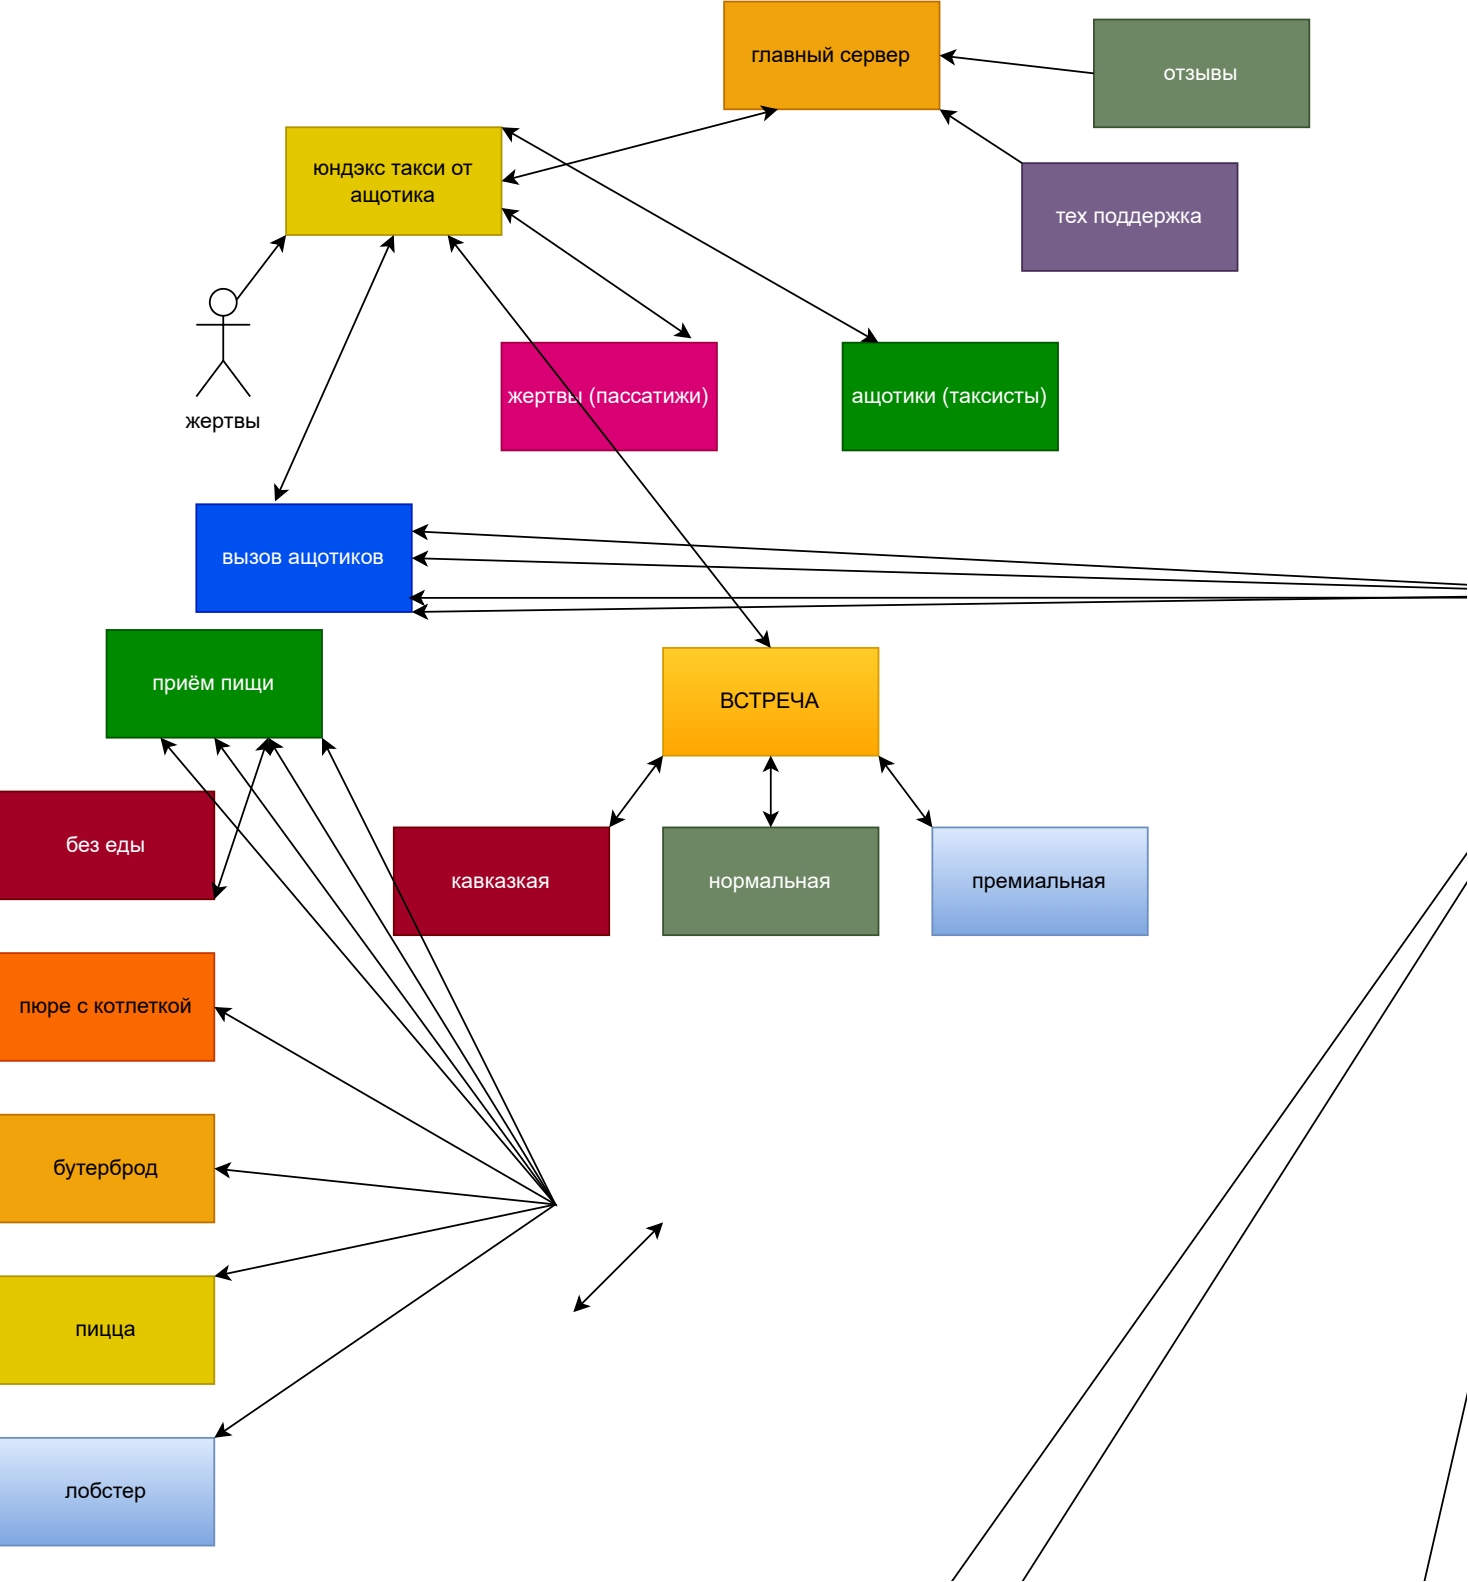 главный сервер
отзывы
юндэкс такси от
ащотика
тех поддержка
жертвы
жертвы (пассатижи)
ащотики (таксисты)
вызов ащотиков
приём пищи
ВСТРЕЧА
без еды
кавказкая
нормальная
премиальная
пюре с котлеткой
бутерброд
пицца
лобстер